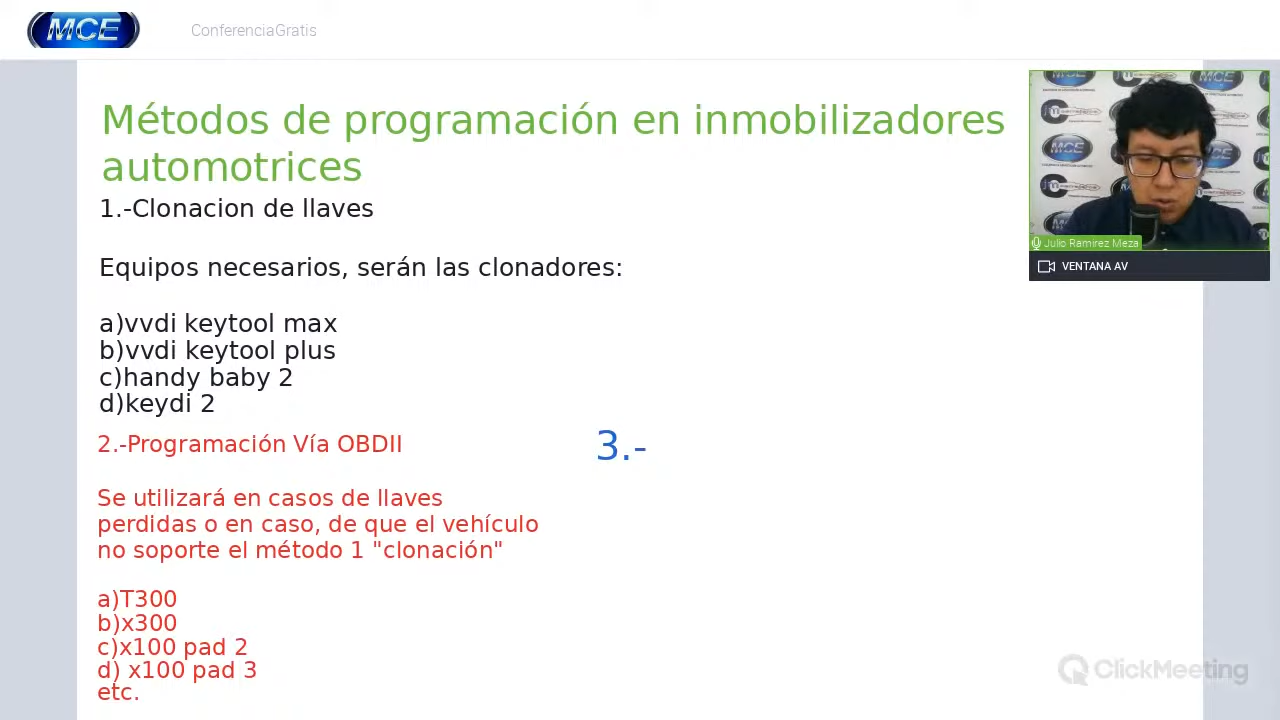 MCE
ConferenciaGratis
Métodos de programación en inmobilizadores
automotrices
1.-Clonacion de llaves
Equipos necesarios, serán las clonadores:
a)vvdi keytool max
b)vvdi keytool plus
c)handy baby 2
d)keydi 2
2.-Programación Vía OBDII
3.-
Se utilizará en casos de llaves
perdidas o en caso, de que el vehículo
no soporte el método 1 "clonación"
a)T300
b)x300
c)x100 pad 2
d) x100 pad 3
etc.
MCE
MCE
MCE
Julio Ramirez Meza
VENTANA AV
ClickMeeting